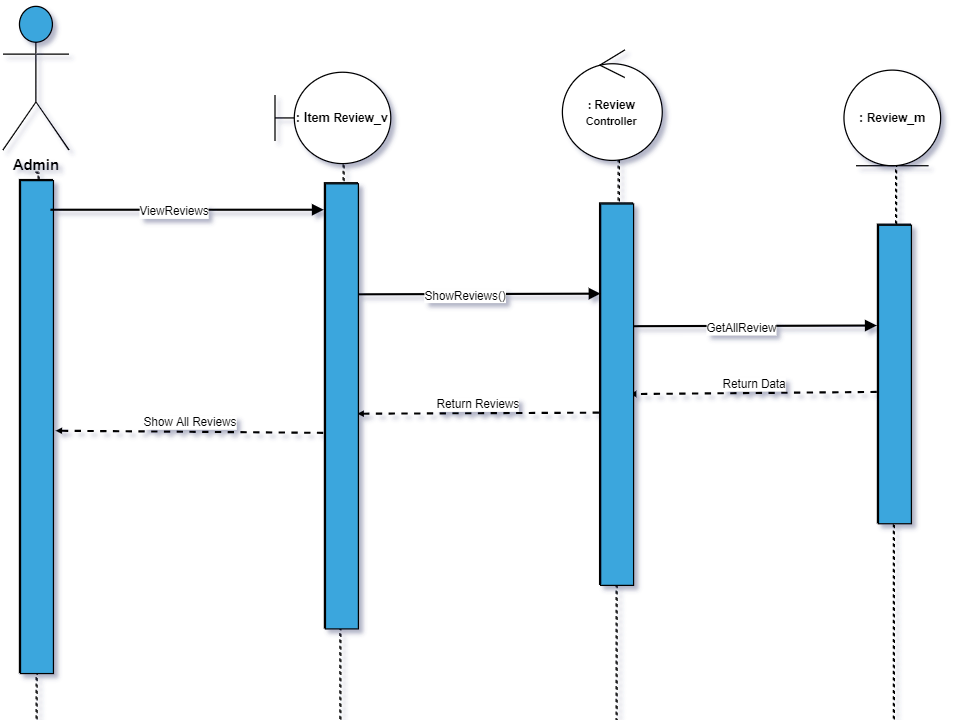 Admin
: Item Review_v
: Review
Controller
: Review_m
ViewReviews
ShowReviews()
GetAllReview
Return Data
Return Reviews
Show All Reviews